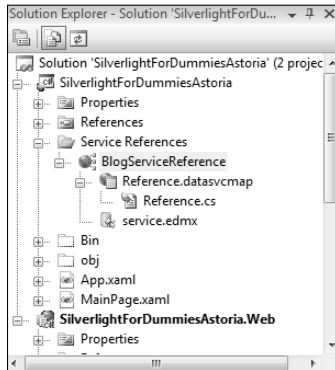 Solution Explorer - Solution 'SilverlightForDu...
Solution 'SilverlightForDummiesAstoria' (2 projec
SilverlightForDummiesAstoria
Properties
References
Service References
BlogServiceReference
Reference.datasvcmap
Reference.cs
service.edmx
Bin
obj
App.xaml
MainPage.xaml
SilverlightForDummiesAstoria.Web
Properties